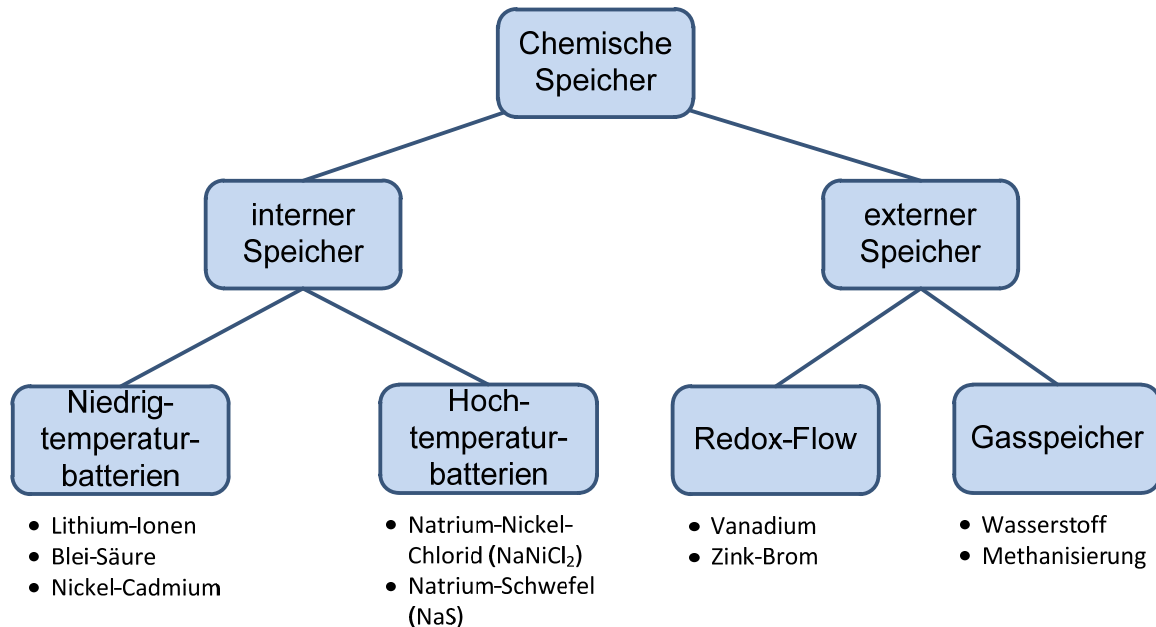 Chemische
Speicher
interner
Speicher
externer
Speicher
Niedrig-
temperatur-
batterien
Hoch-
temperatur-
batterien
Redox-Flow
Gasspeicher
• Lithium-Ionen
• Blei-Säure
• Nickel-Cadmium
• Natrium-Nickel-
Chlorid (NaNiCl₂)
• Natrium-Schwefel
(NaS)
• Vanadium
• Zink-Brom
• Wasserstoff
• Methanisierung